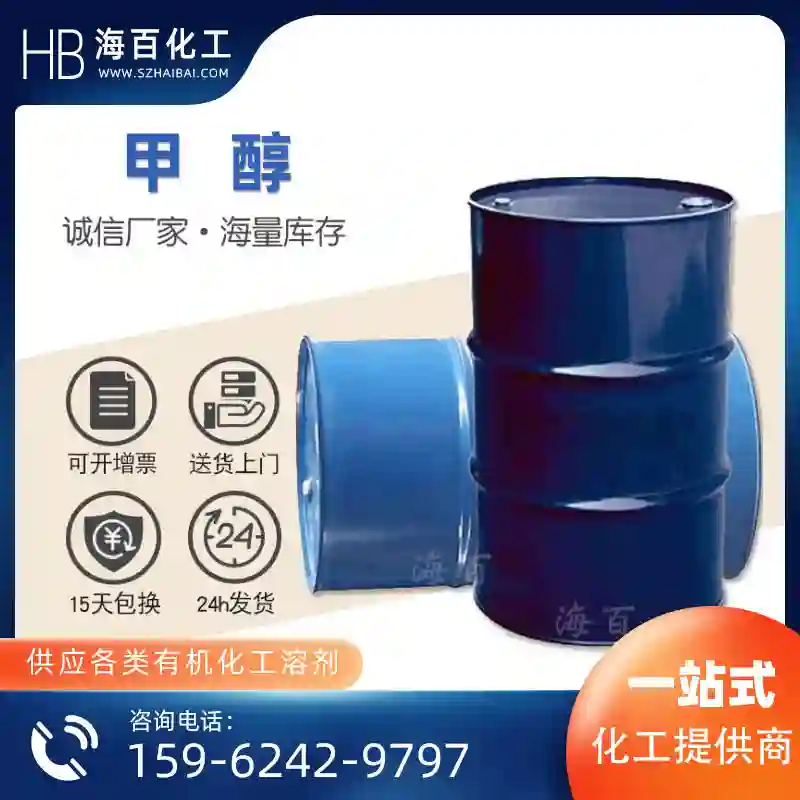 HB 海百化工
WWW.SZHAIBAI.COM
甲 醇
诚信厂家·海量库存
可开增票
送货上门
24
15天包换
24h发货
海百
海百
供应各类有机化工溶剂
一站式
化工提供商
咨询电话:
159-6242-9797